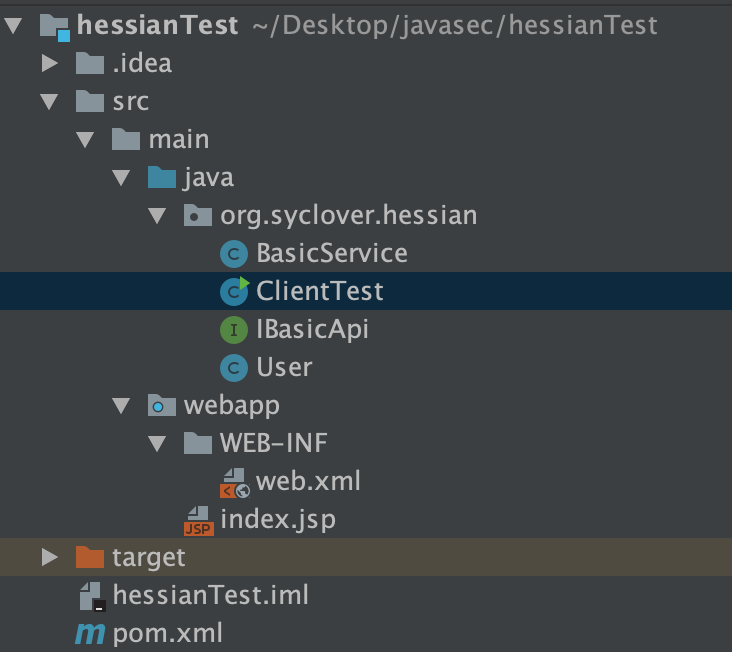 hessianTest ~/Desktop/javasec/hessianTest
.idea
src
main
java
org.syclover.hessian
C BasicService
C ClientTest
I IBasicApi
C User
webapp
WEB-INF
web.xml
JSP index.jsp
target
hessianTest.iml
m pom.xml